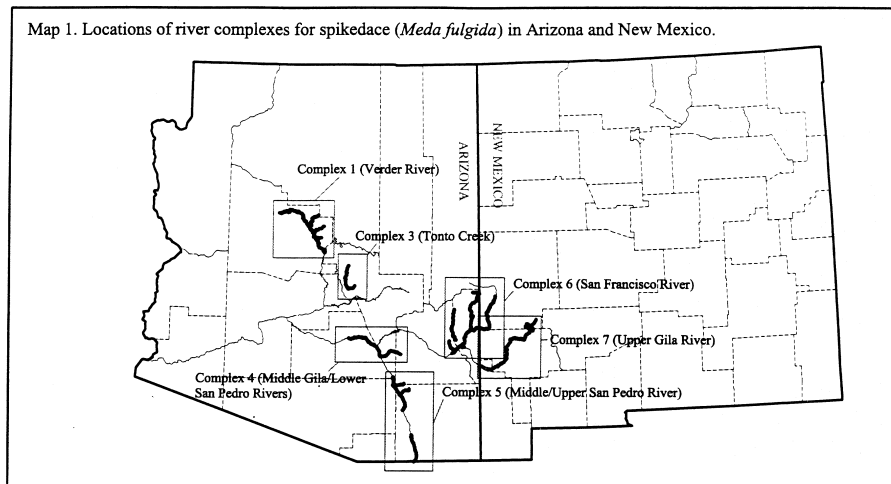 Map 1. Locations of river complexes for spikedace (Meda fulgida) in Arizona and New Mexico.
ARIZONA
NEW MEXICO
Complex 1 (Verder River)
Complex 3 (Tonto Creek)
Complex 6 (San Francisco River)
Complex 7 (Upper Gila River)
Complex 4 (Middle Gila/Lower
San Pedro Rivers)
Complex 5 (Middle/Upper San Pedro River)